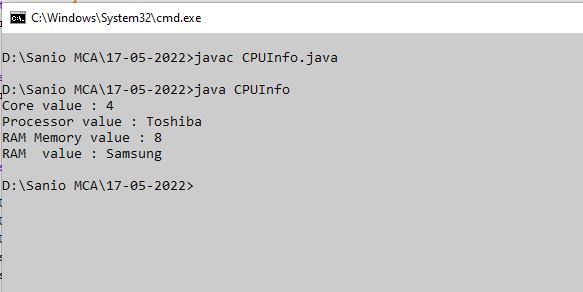 C:\Windows\System32\cmd.exe
D:\Sanio MCA\17-05-2022>javac CPUInfo.java
D:\Sanio MCA\17-05-2022>java CPUInfo
Core value : 4
Processor value : Toshiba
RAM Memory value : 8
RAM  value : Samsung
D:\Sanio MCA\17-05-2022>